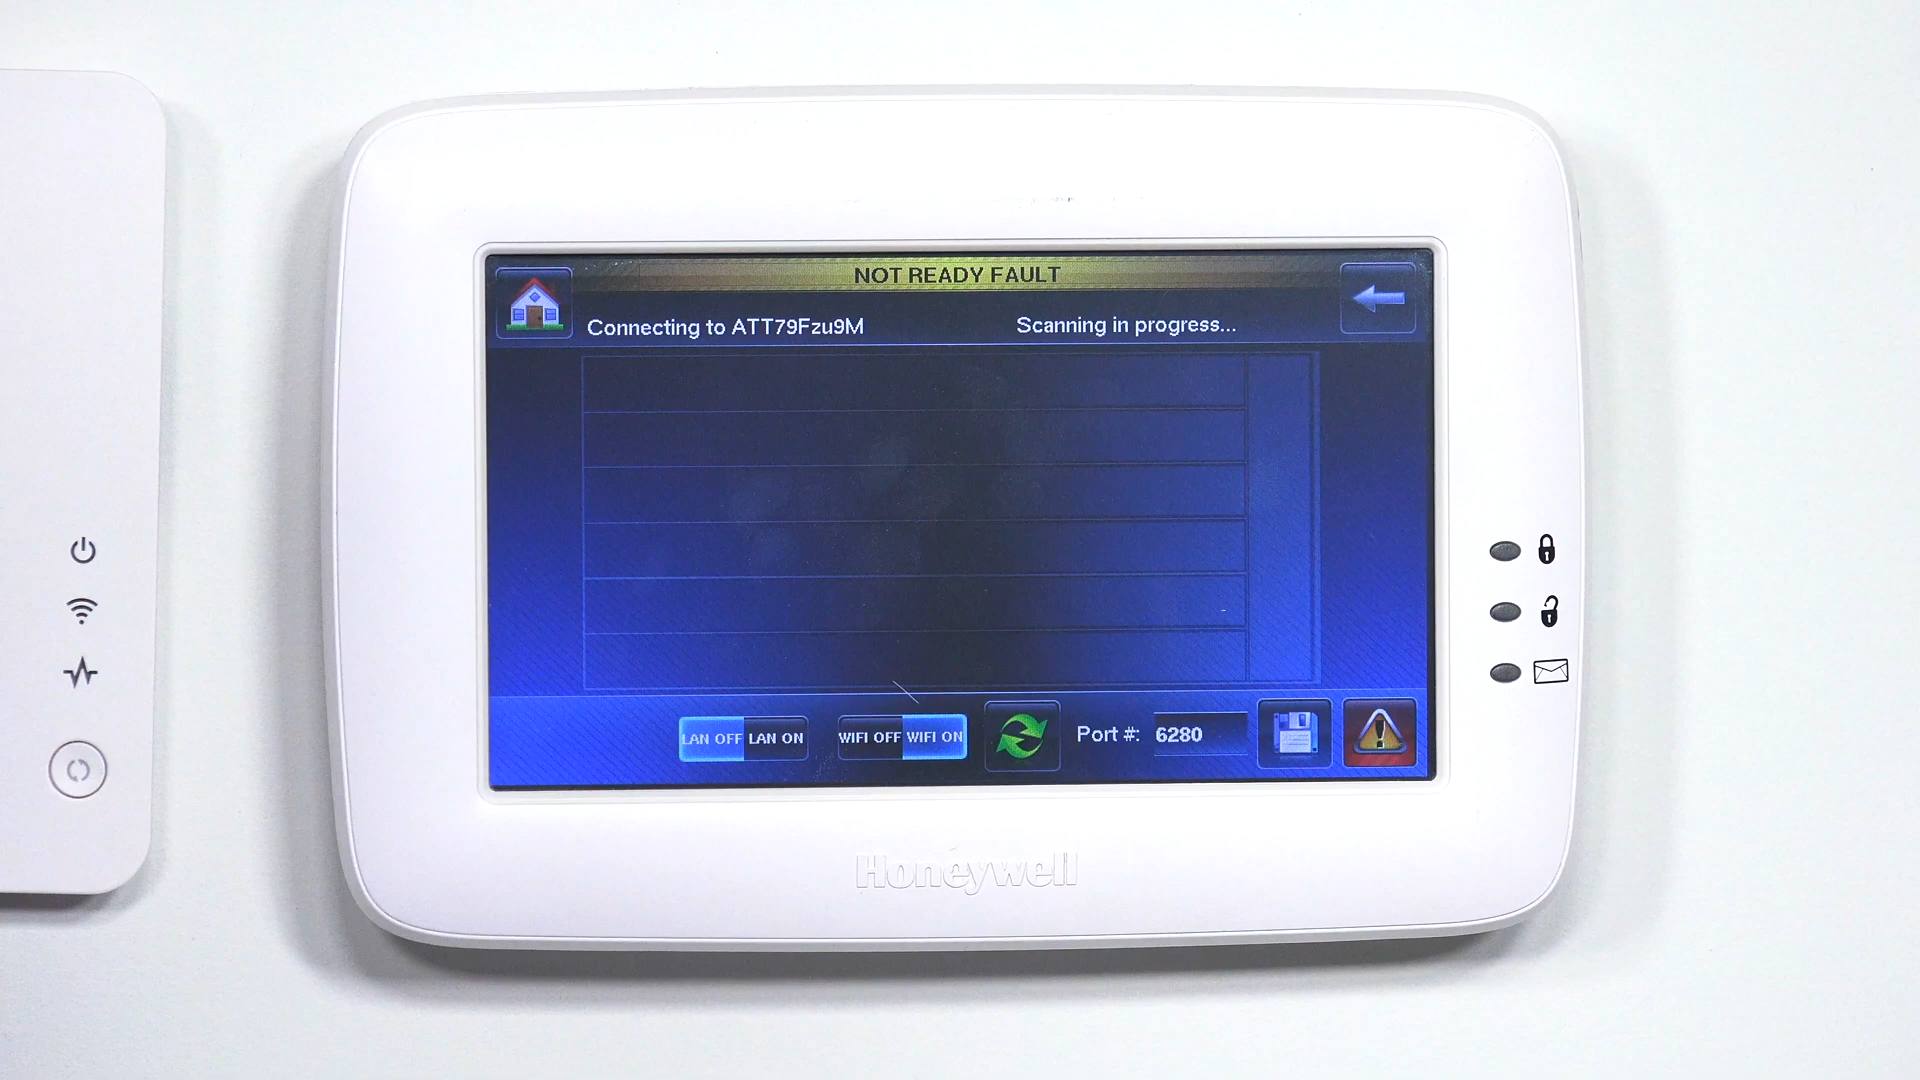 NOT READY FAULT
Connecting to ATT79Fzu9M
Scanning in progress...
LAN OFF LAN ON
WIFI OFF WIFI ON
Port #: 6280
Honeywell